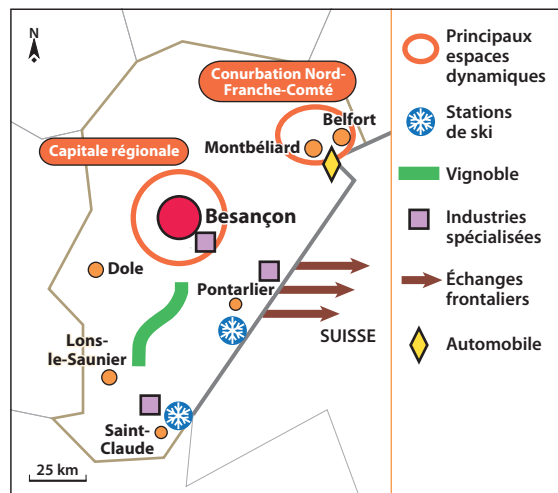 N
Conurbation Nord-
Franche-Comté
Belfort
Montbéliard
Capitale régionale
Besançon
Dole
Pontarlier
Lons-
le-Saunier
SUISSE
Saint-
Claude
25 km
Principaux
espaces
dynamiques
Stations
de ski
Vignoble
Industries
spécialisées
Échanges
frontaliers
Automobile